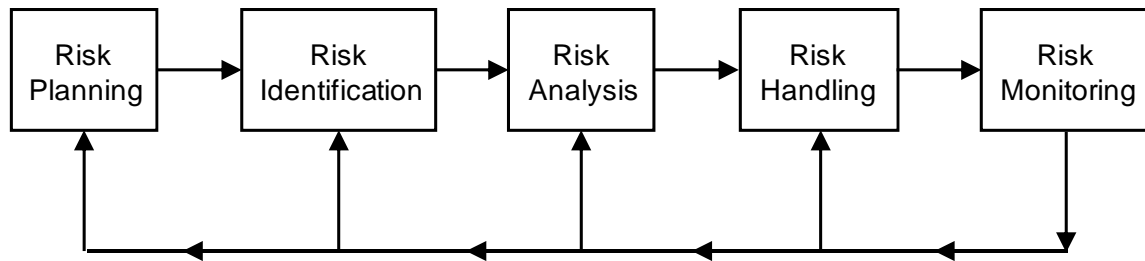 Risk
Planning
Risk
Identification
Risk
Analysis
Risk
Handling
Risk
Monitoring